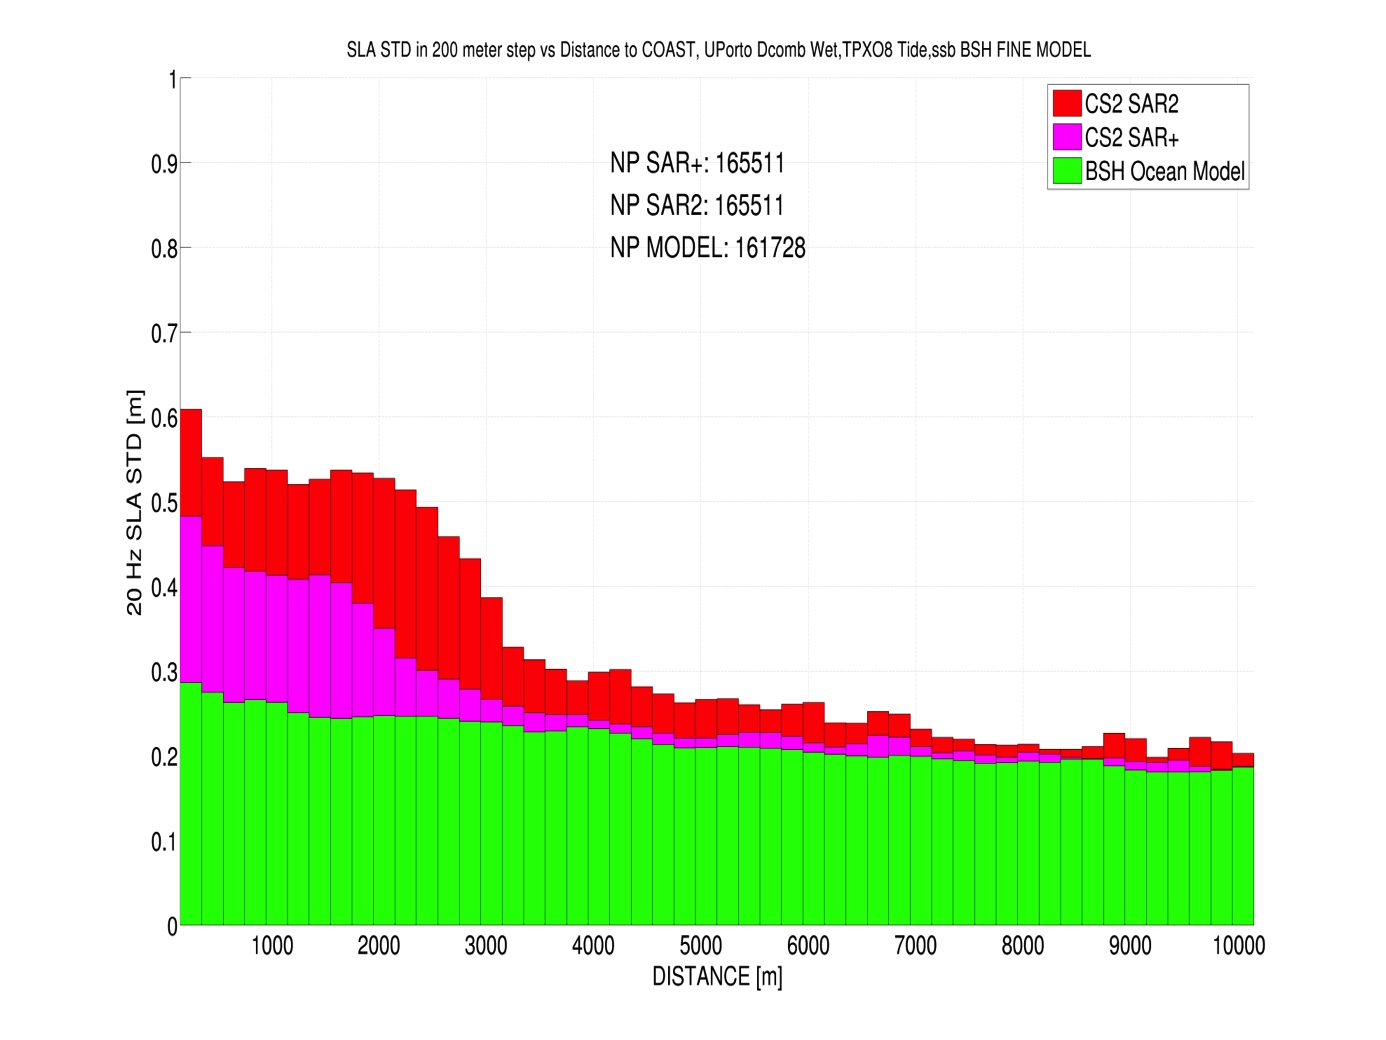 SLA STD in 200 meter step vs Distance to COAST, UPorto Dcomb Wet,TPXO8 Tide,ssb BSH FINE MODEL
CS2 SAR2
CS2 SAR+
BSH Ocean Model
NP SAR+: 165511
NP SAR2: 165511
NP MODEL: 161728
20 Hz SLA STD [m]
1
0.9
0.8
0.7
0.6
0.5
0.4
0.3
0.2
0.1
0
1000 2000 3000 4000 5000 6000 7000 8000 9000 10000
DISTANCE [m]